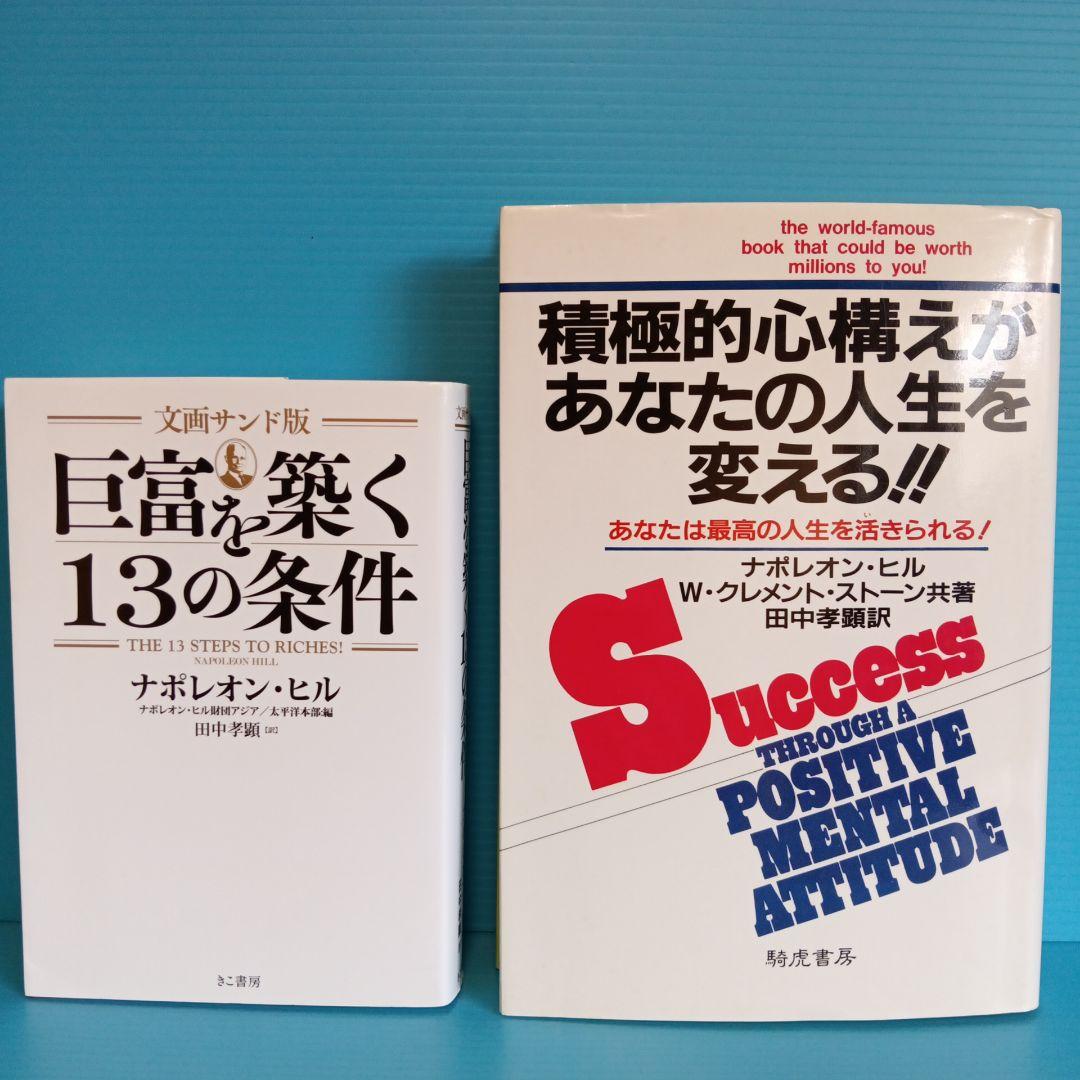 文画サンド版
巨富を築く
13の条件
THE 13 STEPS TO RICHES!
NAPOLEON HILL
ナポレオン・ヒル
ナポレオン・ヒル財団アジア／太平洋本部・編
田中孝顕【訳】
きこ書房
the world-famous
book that could be worth
millions to you!
積極的心構えが
あなたの人生を
変える!!
あなたは最高の人生を活きられる!
い
ナポレオン・ヒル
W・クレメント・ストーン共著
田中孝顕訳
Success
THROUGH A
POSITIVE
MENTAL
ATTITUDE
騎虎書房